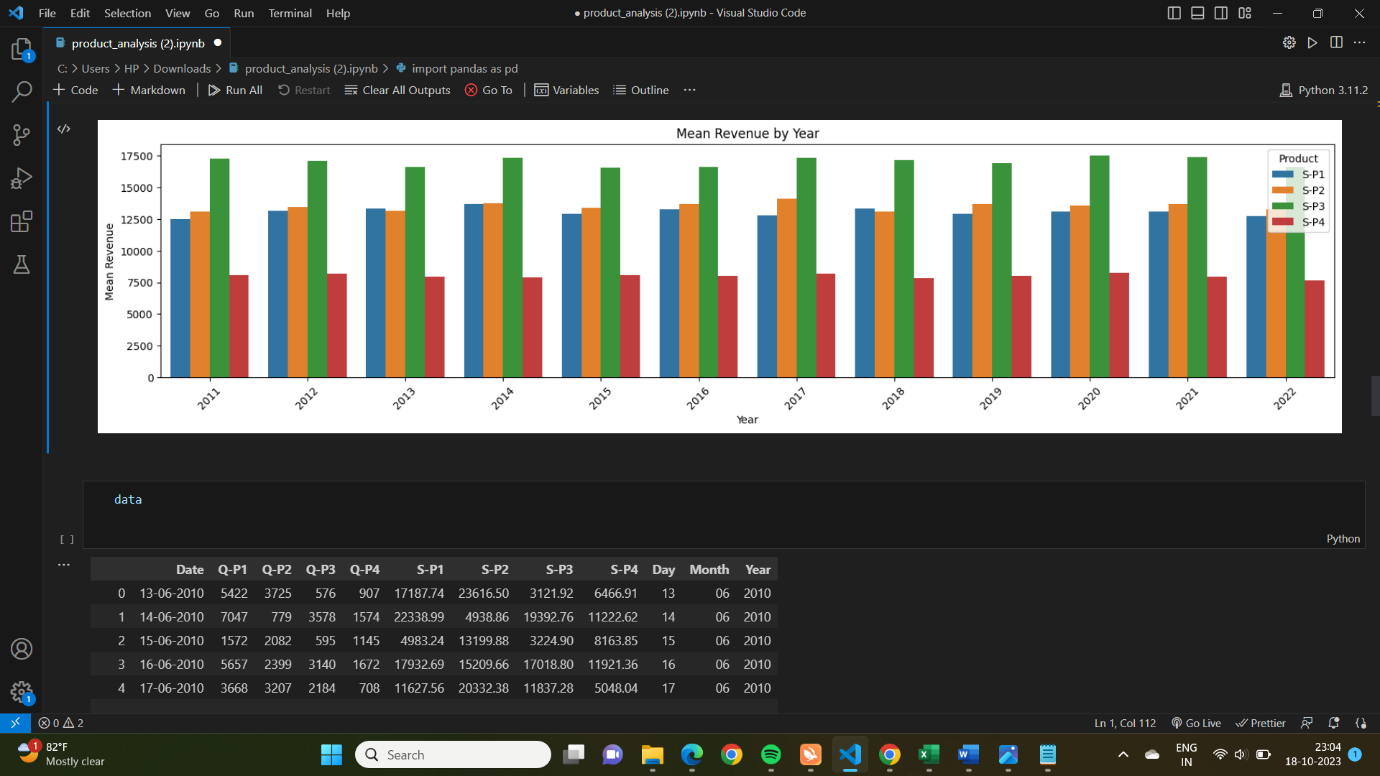 File Edit Selection View Go Run Terminal Help
● product_analysis (2).ipynb - Visual Studio Code
product_analysis (2).ipynb ●
C: > Users > HP > Downloads > product_analysis (2).ipynb > import pandas as pd
+ Code + Markdown | Run All Restart Clear All Outputs Go To | Variables Outline ···
Python 3.11.2
Mean Revenue by Year
Mean Revenue
17500
15000
12500
10000
7500
5000
2500
0
Product
S-P1
S-P2
S-P3
S-P4
2011 2012 2013 2014 2015 2016 2017 2018 2019 2020 2021 2022
Year
data
[ ]
Python
Date Q-P1 Q-P2 Q-P3 Q-P4 S-P1 S-P2 S-P3 S-P4 Day Month Year
0 13-06-2010 5422 3725 576 907 17187.74 23616.50 3121.92 6466.91 13 06 2010
1 14-06-2010 7047 779 3578 1574 22338.99 4938.86 19392.76 11222.62 14 06 2010
2 15-06-2010 1572 2082 595 1145 4983.24 13199.88 3224.90 8163.85 15 06 2010
3 16-06-2010 5657 2399 3140 1672 17932.69 15209.66 17018.80 11921.36 16 06 2010
4 17-06-2010 3668 3207 2184 708 11627.56 20332.38 11837.28 5048.04 17 06 2010
1
1
0 2
Ln 1, Col 112 Go Live Prettier
1
82°F
Mostly clear
Search
ENG
IN
23:04
18-10-2023
1